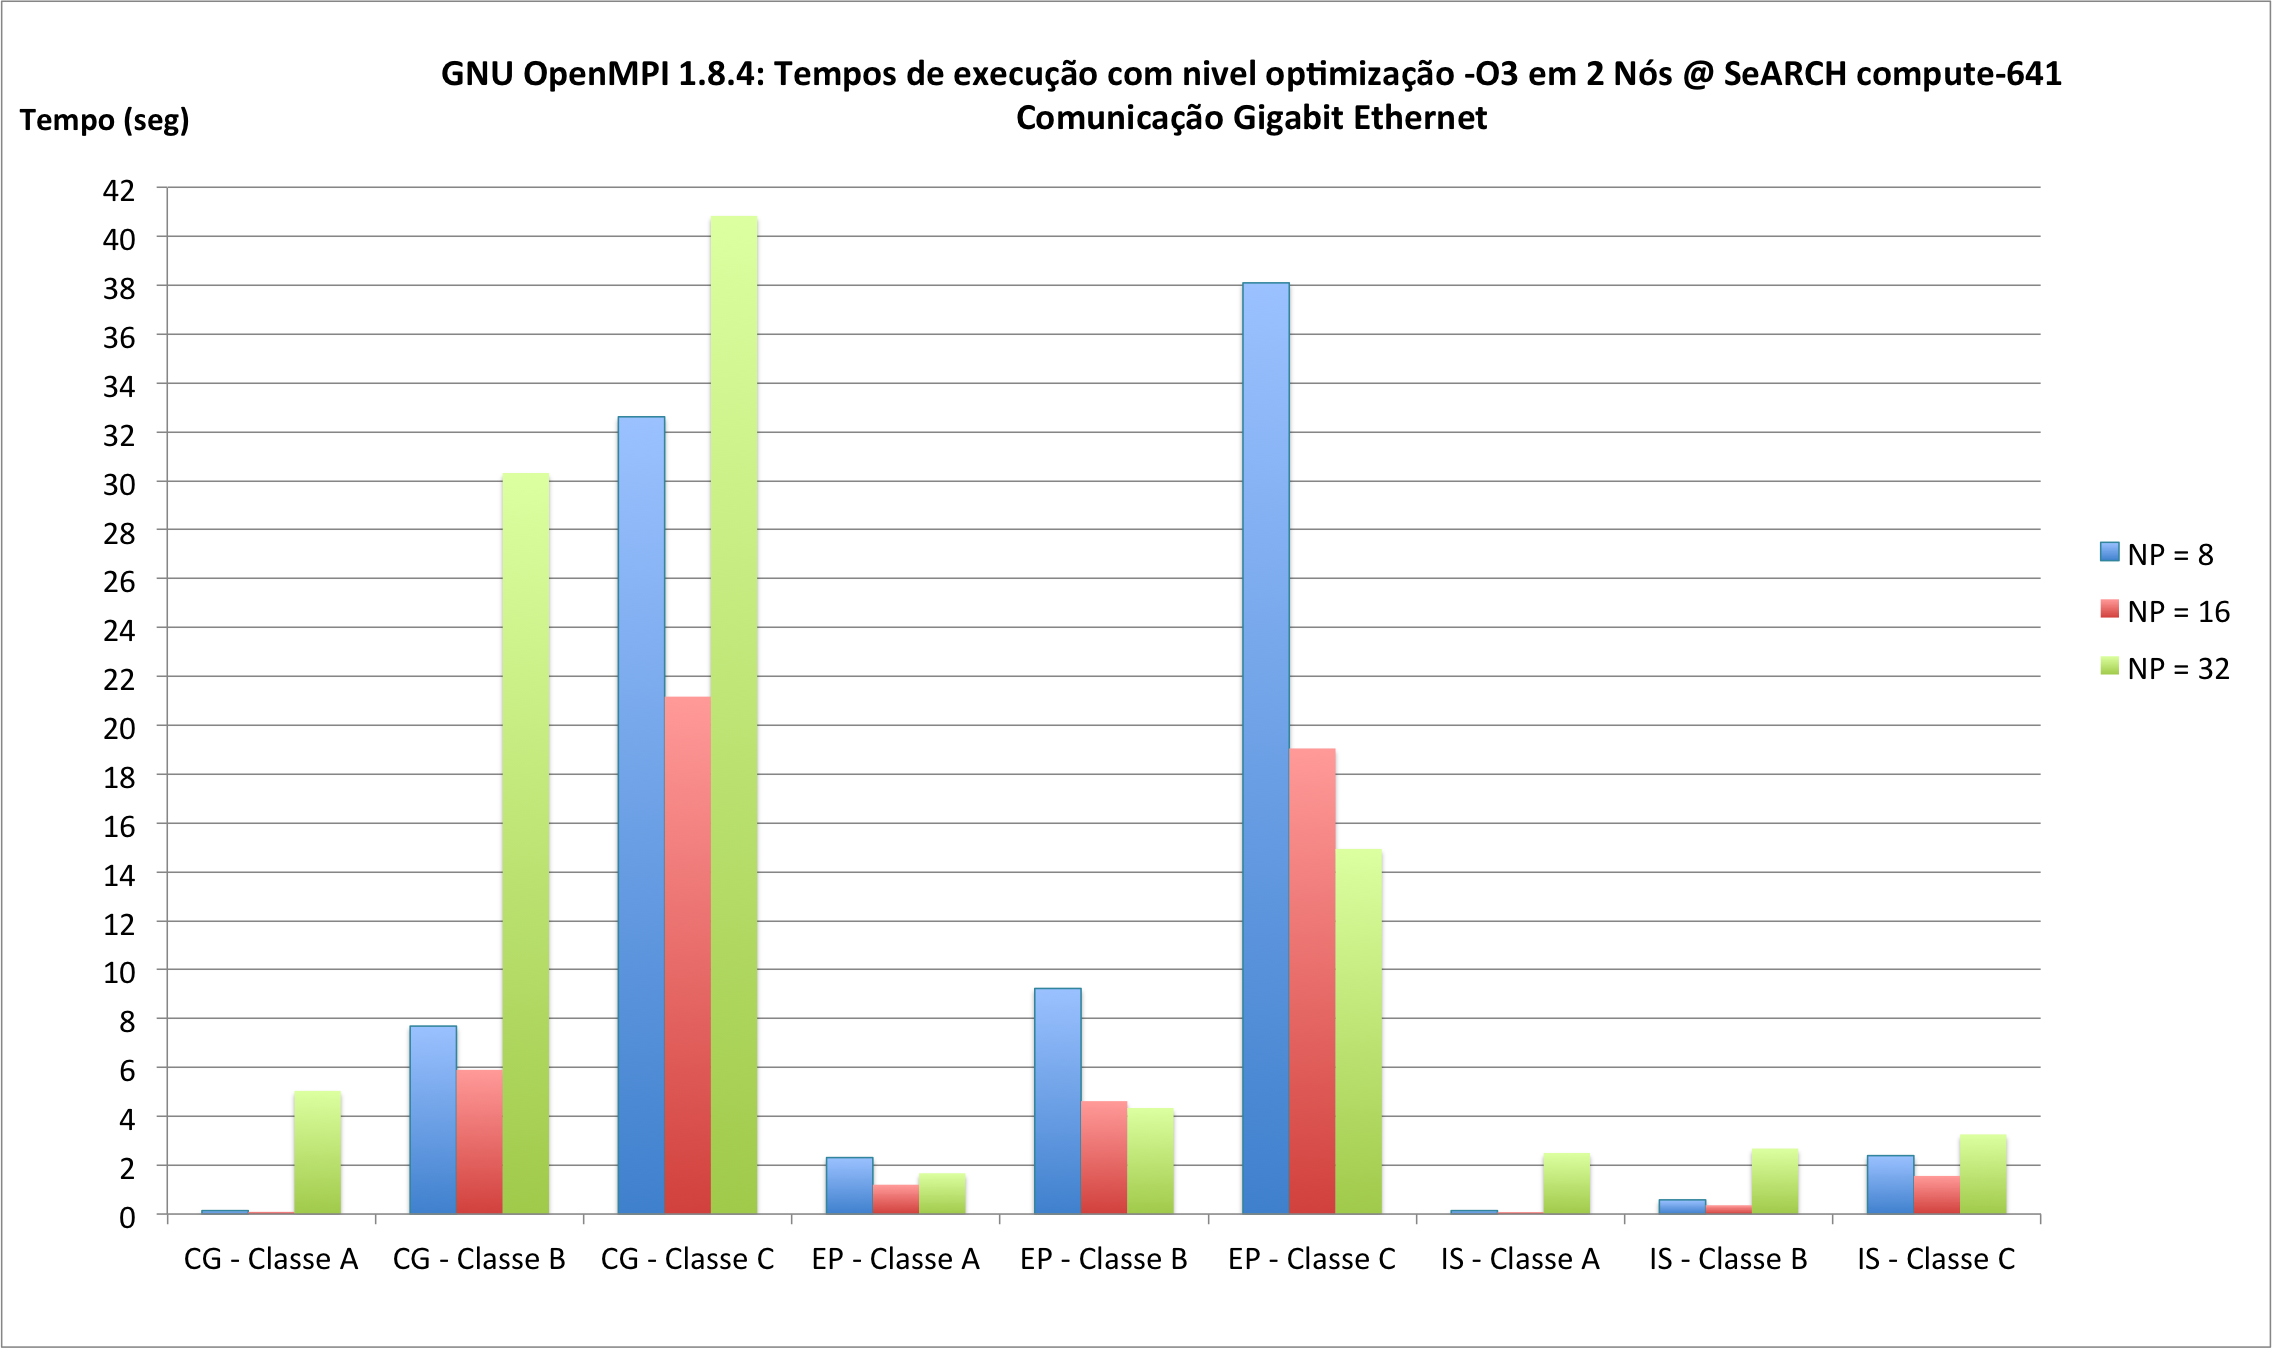 GNU OpenMPI 1.8.4: Tempos de execução com nivel optimização -O3 em 2 Nós @ SeARCH compute-641
Comunicação Gigabit Ethernet
Tempo (seg)
42
40
38
36
34
32
30
28
26
24
22
20
18
16
14
12
10
8
6
4
2
0
CG - Classe A
CG - Classe B
CG - Classe C
EP - Classe A
EP - Classe B
EP - Classe C
IS - Classe A
IS - Classe B
IS - Classe C
NP = 8
NP = 16
NP = 32